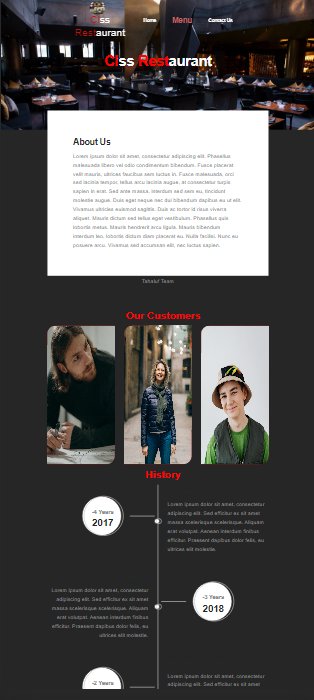 Clss
Restaurant
Home
Menu
Contact Us
Clss Restaurant
About Us
Lorem ipsum dolor sit amet, consectetur adipiscing elit. Phasellus
malesuada libero vel odio condimentum dapibus. Fusce placerat
velit mauris, ultrices faucibus sem luctus in. Fusce malesuada, orci
sed lacinia tempor, tellus arcu lacinia augue, at consectetur turpis
sapien in erat. Sed ante massa, interdum sed sem eu, tincidunt
molestie augue. Duis eget neque nec dui bibendum dapibus eu ut elit.
Vivamus ultricies euismod sagittis. Duis ac tortor id risus viverra
aliquet. Mauris dictum sed tellus eget vestibulum. Phasellus quis
lobortis metus. Mauris hendrerit arcu ligula. Mauris bibendum
interdum leo, lobortis dictum diam placerat eu. Nulla facilisi. Nunc eu
posuere arcu. Vivamus sed accumsan elit, nec luctus sapien.
Tahaluf Team
Our Customers
History
-4 Years
2017
Lorem ipsum dolor sit amet, consectetur
adipiscing elit. Sed efficitur eu sit amet
massa scelerisque scelerisque. Aliquam
erat volutpat. Aenean interdum finibus
efficitur. Praesent dapibus dolor felis, eu
ultrices elit molestie.
Lorem ipsum dolor sit amet, consectetur
adipiscing elit. Sed efficitur eu sit amet
massa scelerisque scelerisque. Aliquam
erat volutpat. Aenean interdum finibus
efficitur. Praesent dapibus dolor felis, eu
ultrices elit molestie.
-3 Years
2018
-2 Years
Lorem ipsum dolor sit amet, consectetur
adipiscing elit. Sed efficitur eu sit amet